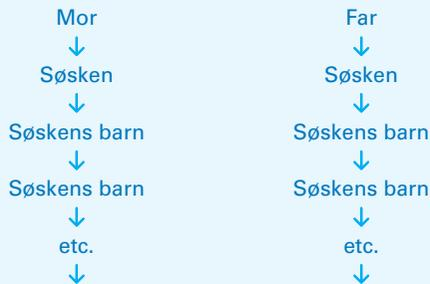 Mor Far
↓ ↓
Søsken Søsken
↓ ↓
Søskens barn Søskens barn
↓ ↓
Søskens barn Søskens barn
↓ ↓
etc. etc.
↓ ↓